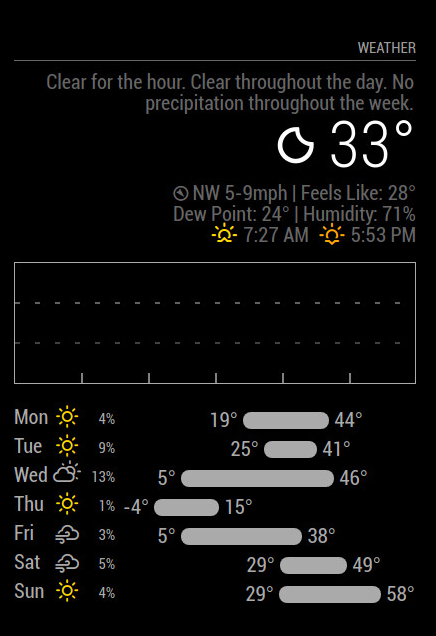 WEATHER
Clear for the hour. Clear throughout the day. No
precipitation throughout the week.
33°
NW 5-9mph | Feels Like: 28°
Dew Point: 24° | Humidity: 71%
7:27 AM 5:53 PM
Mon 4% 19° 44°
Tue 9% 25° 41°
Wed 13% 5° 46°
Thu 1% -4° 15°
Fri 3% 5° 38°
Sat 5% 29° 49°
Sun 4% 29° 58°